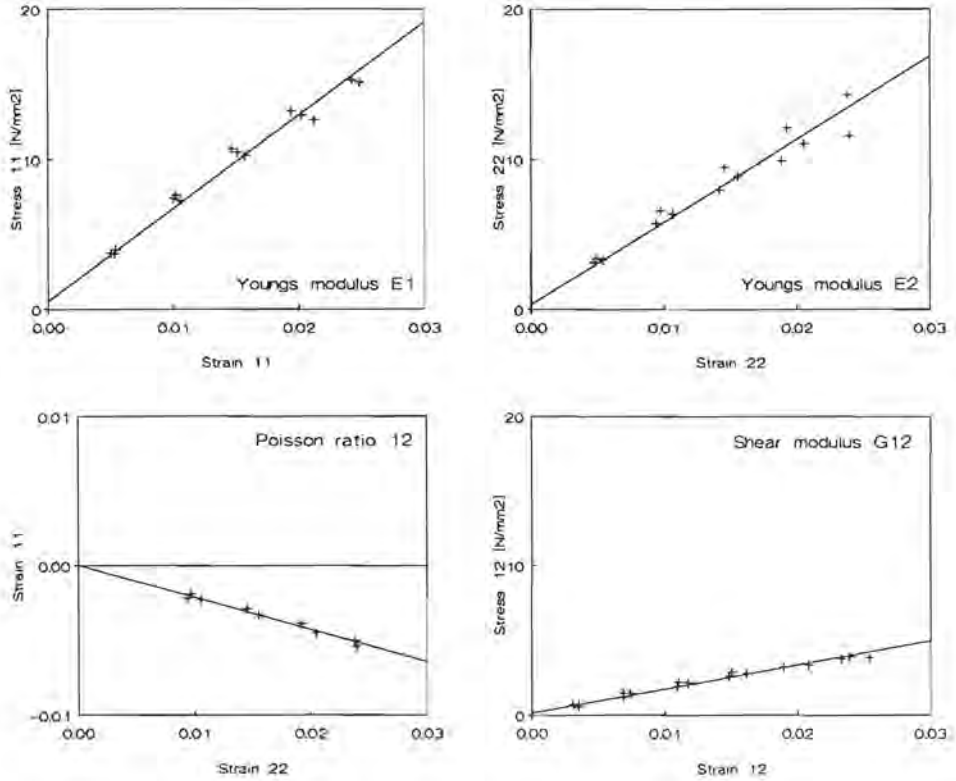 20
Stress 11 [N/mm2]
10
Youngs modulus E1
0
0.00 0.01 0.02 0.03
Strain 11
20
Stress 22 [N/mm2]
10
Youngs modulus E2
0
0.00 0.01 0.02 0.03
Strain 22
0.01
Poisson ratio 12
Strain 11
0.00
-0.01
0.00 0.01 0.02 0.03
Strain 22
20
Shear modulus G12
Stress 12 [N/mm2]
10
0
0.00 0.01 0.02 0.03
Strain 12